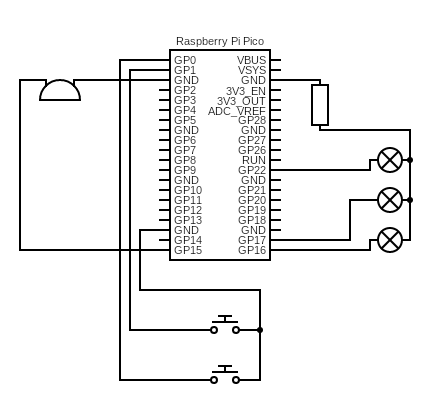 Raspberry Pi Pico
GP0 VBUS
GP1 VSYS
GND GND
GP2 3V3_EN
GP3 3V3_OUT
GP4 ADC_VREF
GP5 GP28
GND GND
GP6 GP27
GP7 GP26
GP8 RUN
GP9 GP22
GND GND
GP10 GP21
GP11 GP20
GP12 GP19
GP13 GP18
GND GND
GP14 GP17
GP15 GP16